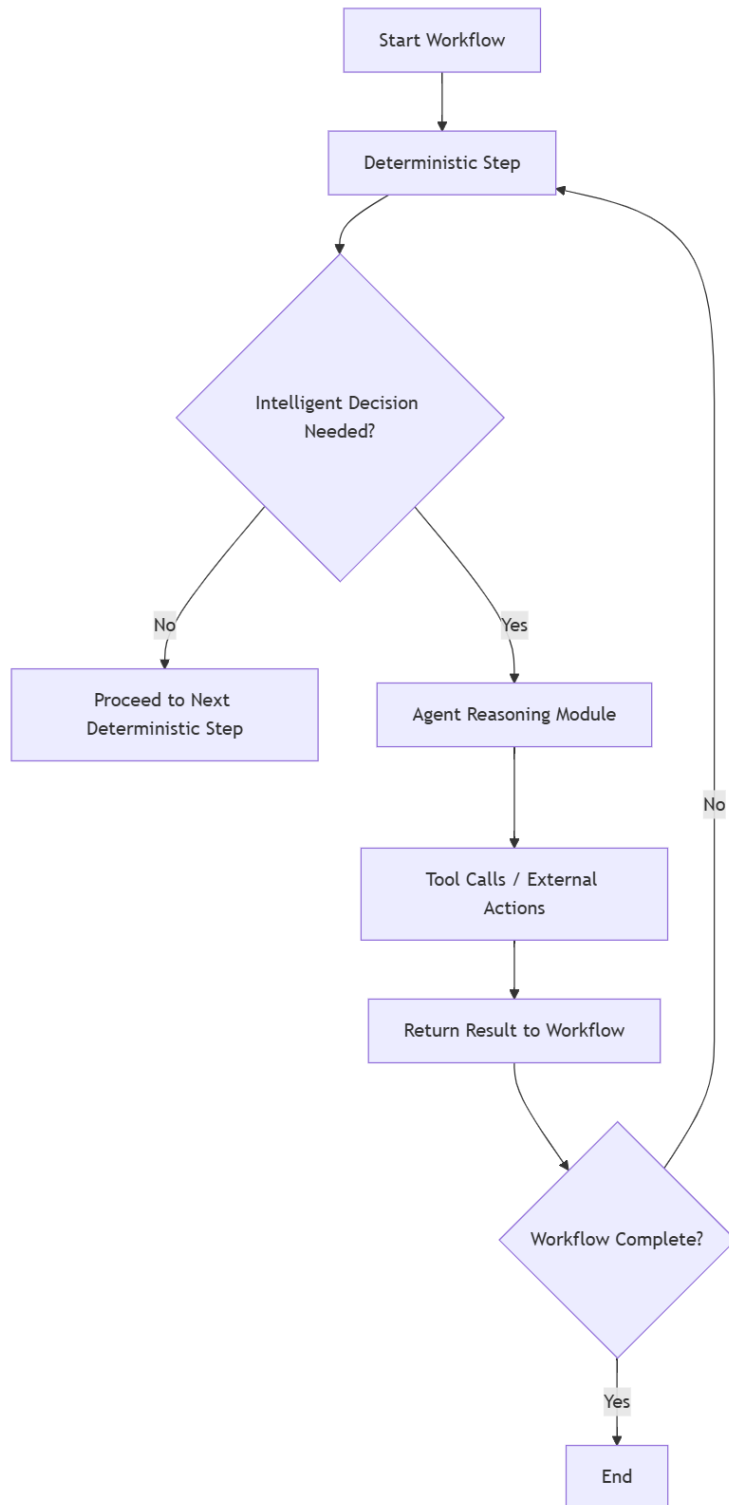 Start Workflow
Deterministic Step
Intelligent Decision
Needed?
No
Yes
Proceed to Next
Deterministic Step
Agent Reasoning Module
No
Tool Calls / External
Actions
Return Result to Workflow
Workflow Complete?
Yes
End